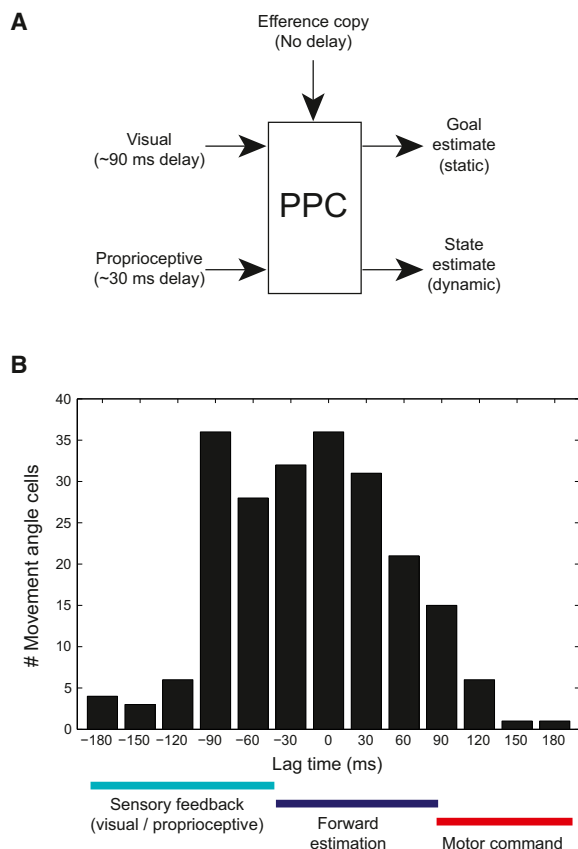 A
Efference copy
(No delay)
Visual
(~90 ms delay)
Goal
estimate
(static)
PPC
Proprioceptive
(~30 ms delay)
State
estimate
(dynamic)
B
40
35
30
25
20
15
10
5
0
# Movement angle cells
−180 −150 −120 −90 −60 −30 0 30 60 90 120 150 180
Lag time (ms)
Sensory feedback
(visual / proprioceptive)
Forward
estimation
Motor command